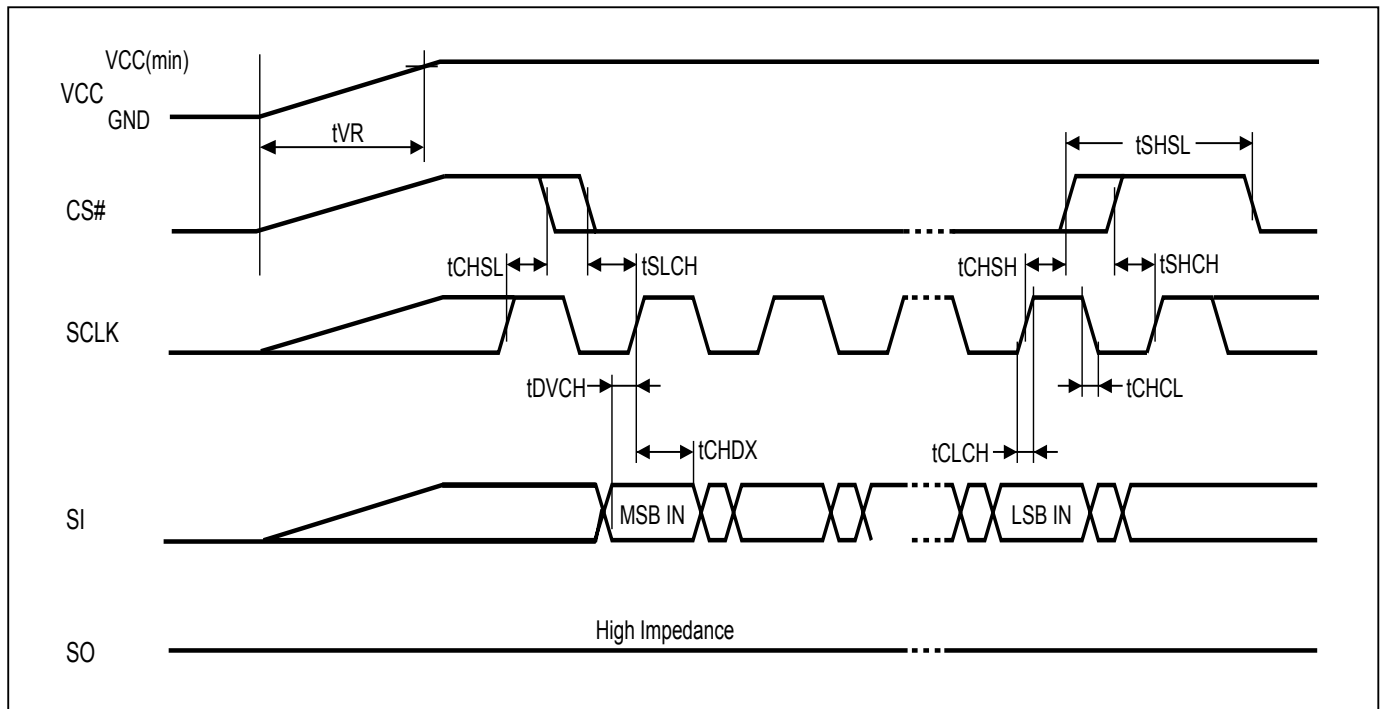 VCC(min)
VCC
GND
tVR
tSHSL
CS#
tCHSL
tSLCH
tCHSH
tSHCH
SCLK
tDVCH
tCHCL
tCHDX
tCLCH
SI
MSB IN
LSB IN
High Impedance
SO